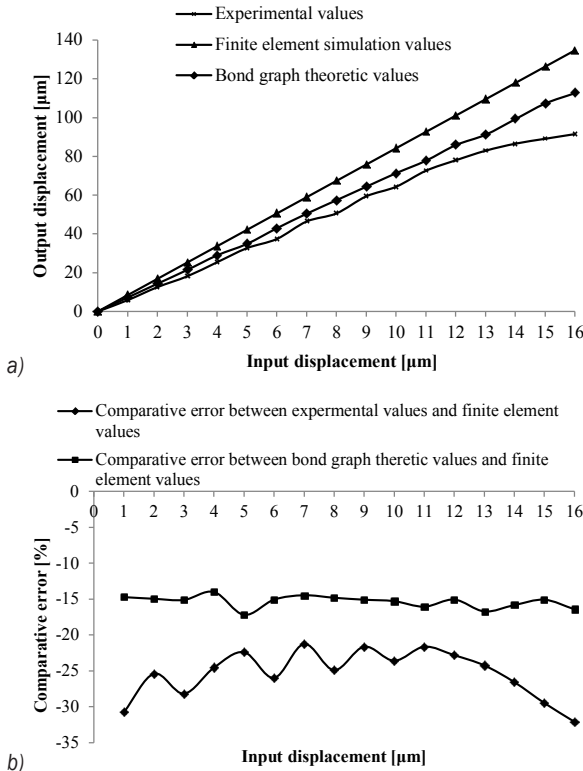 Experimental values
Finite element simulation values
Bond graph theoretic values
140
120
100
80
60
40
20
0
Output displacement [μm]
0 1 2 3 4 5 6 7 8 9 10 11 12 13 14 15 16
Input displacement [μm]
a)
Comparative error between expermental values and finite element
values
Comparative error between bond graph theretic values and finite
element values
0
0 1 2 3 4 5 6 7 8 9 10 11 12 13 14 15 16
-5
-10
-15
-20
-25
-30
-35
Comparative error [%]
Input displacement [μm]
b)